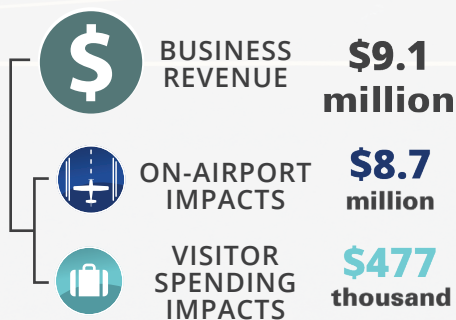 $
BUSINESS
REVENUE
$9.1
million
ON-AIRPORT
IMPACTS
$8.7
million
VISITOR
SPENDING
IMPACTS
$477
thousand